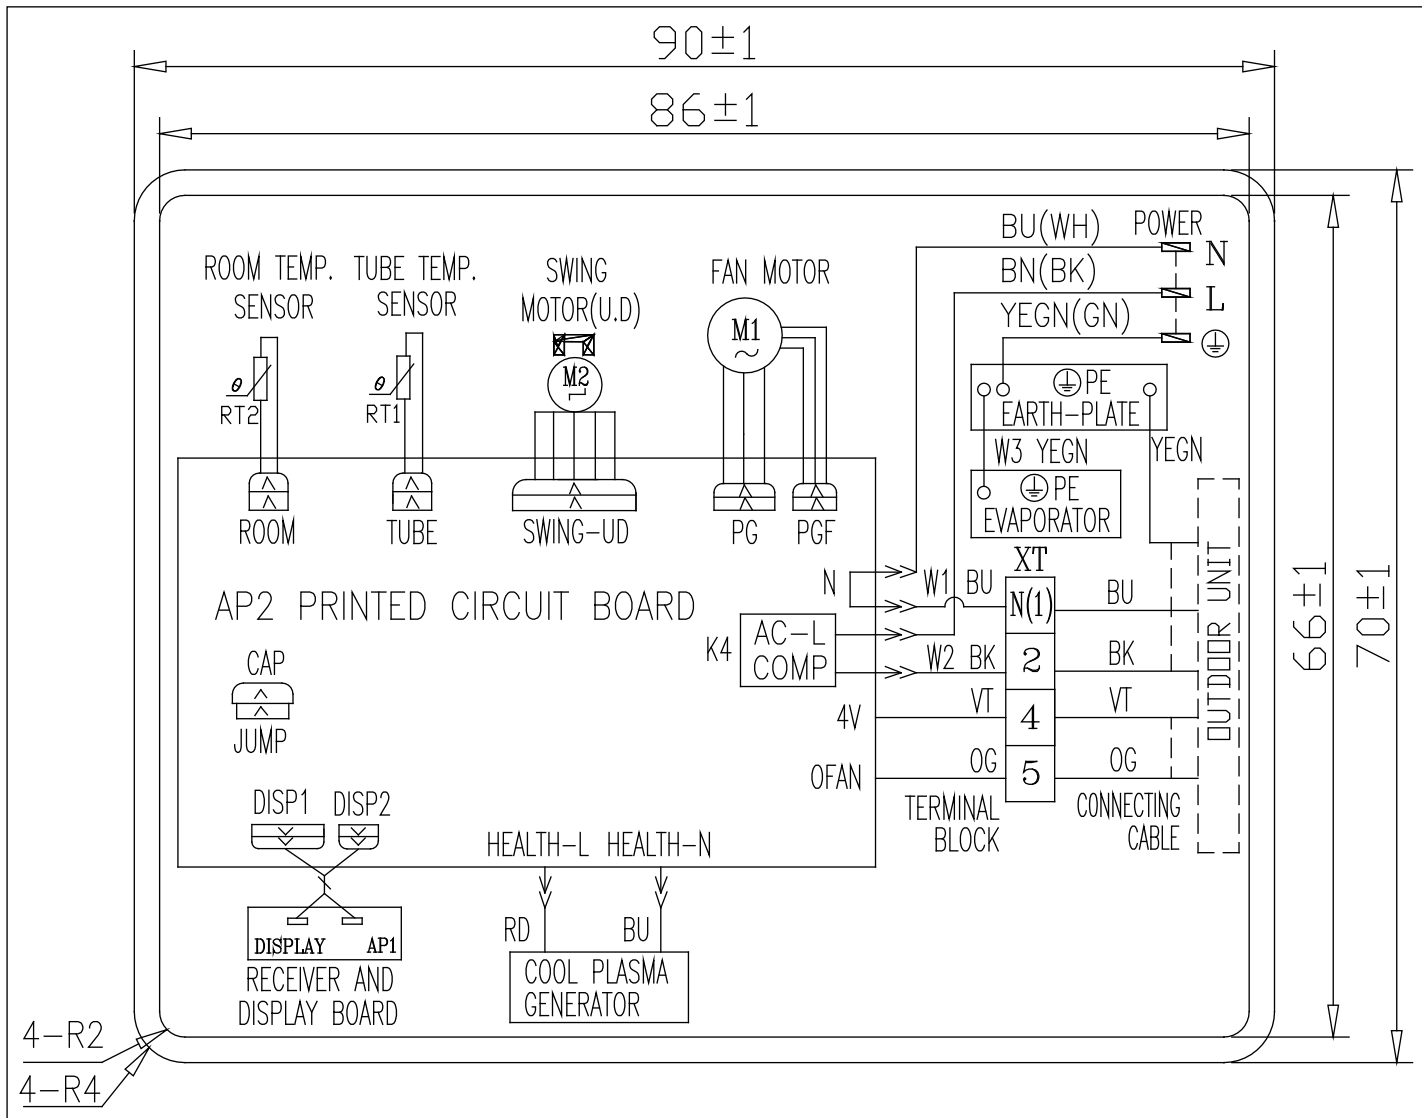 90±1
86±1
BU(WH)
POWER
N
BN(BK)
L
YEGN(GN)
ROOM TEMP.
SENSOR
TUBE TEMP.
SENSOR
SWING
MOTOR(U.D)
FAN MOTOR
M1
M2
θ
RT2
θ
RT1
PE
EARTH-PLATE
W3 YEGN
YEGN
PE
EVAPORATOR
ROOM
TUBE
SWING-UD
PG
PGF
XT
N
W1
BU
N(1)
BU
AP2 PRINTED CIRCUIT BOARD
K4
AC-L
COMP
W2
BK
2
BK
OUTDOOR UNIT
66±1
70±1
CAP
JUMP
4V
VT
4
VT
OFAN
OG
5
OG
TERMINAL
BLOCK
CONNECTING
CABLE
DISP1
DISP2
HEALTH-L
HEALTH-N
RD
BU
DISPLAY
AP1
RECEIVER AND
DISPLAY BOARD
COOL PLASMA
GENERATOR
4-R2
4-R4